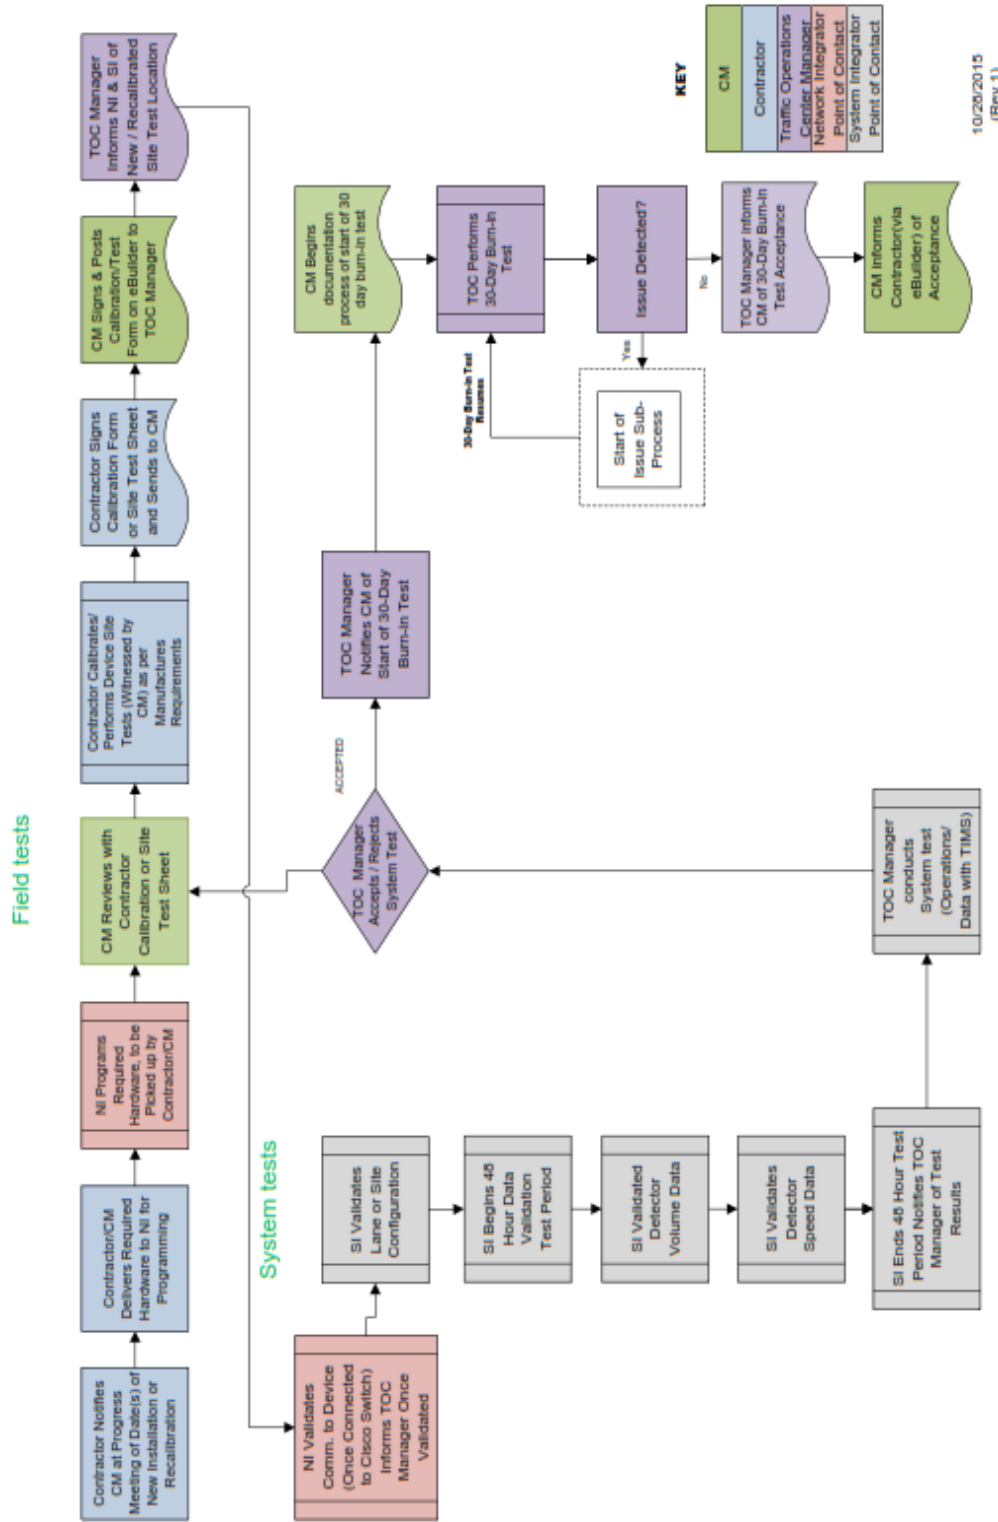 Field tests
Contractor Notifies
CM at Progress
Meeting of Date(s) of
New Installation or
Recalibration
Contractor/CM
Delivers Required
Hardware to NI for
Programming
NI Programs
Required
Hardware, to be
Picked up by
Contractor/CM
CM Reviews with
Contractor
Calibration or Site
Test Sheet
Contractor Calibrates/
Performs Device Site
Tests (Witnessed by
CM) as per
Manufactures
Requirements
Contractor Signs
Calibration Form
or Site Test Sheet
and Sends to CM
CM Signs & Posts
Calibration/Test
Form on eBuilder to
TOC Manager
TOC Manager
Informs NI & SI of
New / Recalibrated
Site Test Location
System tests
NI Validates
Comm. to Device
(Once Connected
to Cisco Switch)
Informs TOC
Manager Once
Validated
SI Validates
Lane or Site
Configuration
SI Begins 48
Hour Data
Validation
Test Period
SI Validated
Detector
Volume Data
SI Validates
Detector
Speed Data
SI Ends 48 Hour Test
Period Notifies TOC
Manager of Test
Results
TOC Manager
conducts
System test
(Operations/
Data with TIMS)
TOC Manager
Accepts / Rejects
System Test
ACCEPTED
TOC Manager
Notifies CM of
Start of 30-Day
Burn-In Test
CM Begins
documentation
process of start of 30
day burn-in test
TOC Performs
30-Day Burn-In
Test
30-Day Burn-In Test
Resumes
Issue Detected?
Yes
No
Start of
Issue Sub-
Process
TOC Manager informs
CM of 30-Day Burn-In
Test Acceptance
CM Informs
Contractor(via
eBuilder) of
Acceptance
KEY
CM
Contractor
Traffic Operations
Center Manager
Network Integrator
Point of Contact
System Integrator
Point of Contact
10/28/2015
(Rev 1)